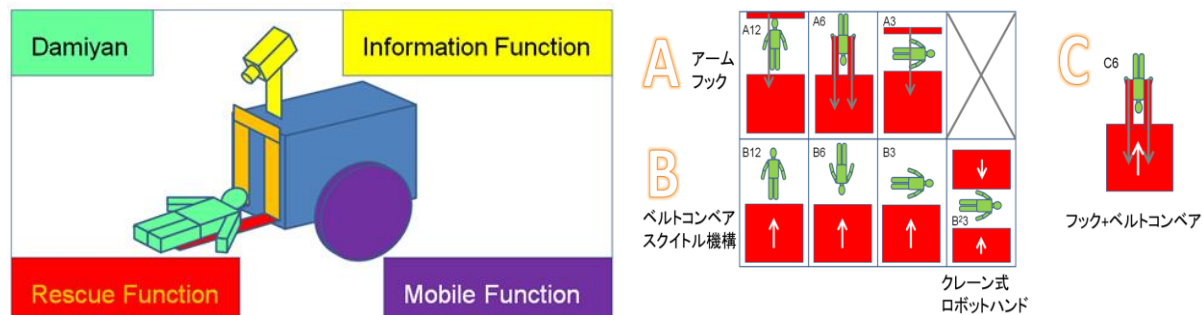 Damiyan
Information Function
Rescue Function
Mobile Function
A
アーム
フック
A12
A6
A3
B
ベルトコンベア
スクイトル機構
B12
B6
B3
B²3
クレーン式
ロボットハンド
C
C6
フック+ベルトコンベア